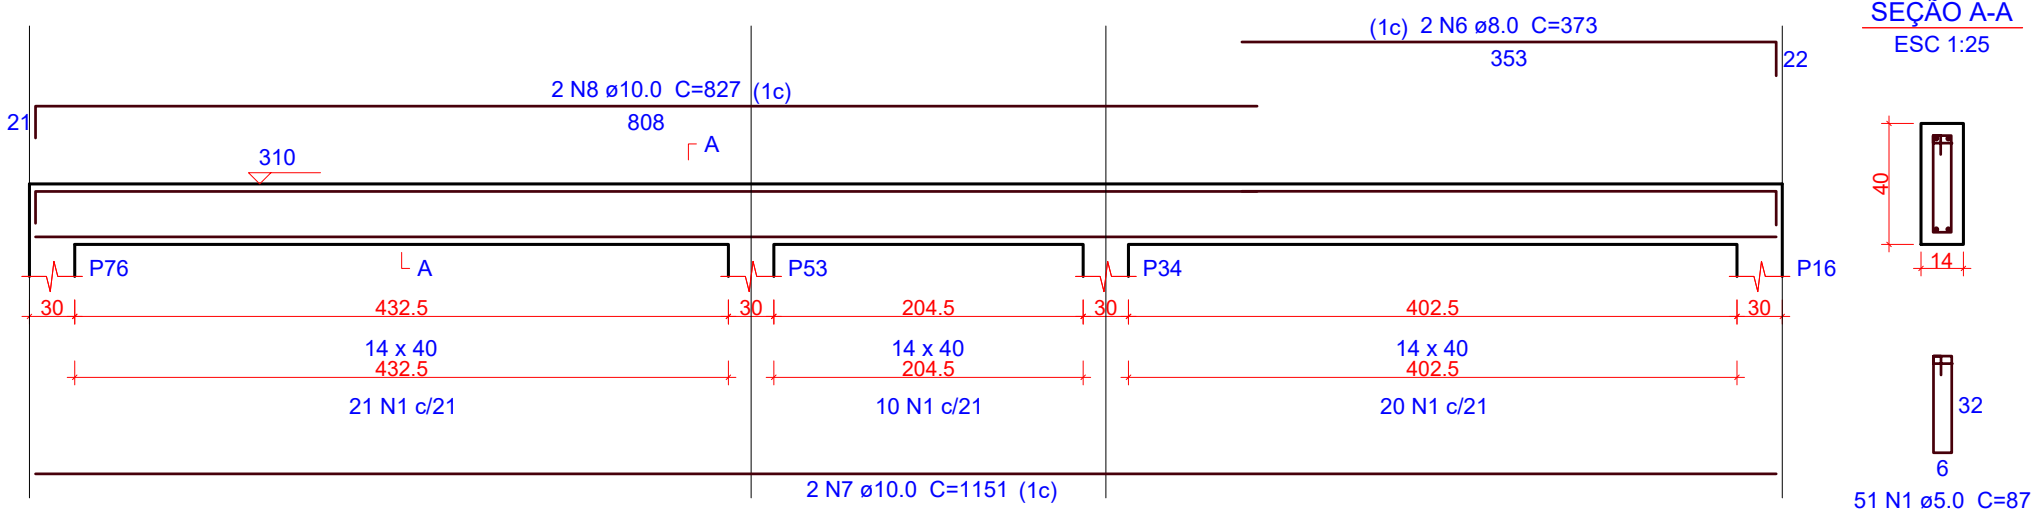 SEÇÃO A-A
ESC 1:25
(1c) 2 N6 ø8.0 C=373
353
22
2 N8 ø10.0 C=827 (1c)
21
808
A
310
40
14
A
P76
P53
P34
P16
30
432.5
30
204.5
30
402.5
30
14 x 40
14 x 40
14 x 40
432.5
204.5
402.5
21 N1 c/21
10 N1 c/21
20 N1 c/21
32
6
2 N7 ø10.0 C=1151 (1c)
51 N1 ø5.0 C=87